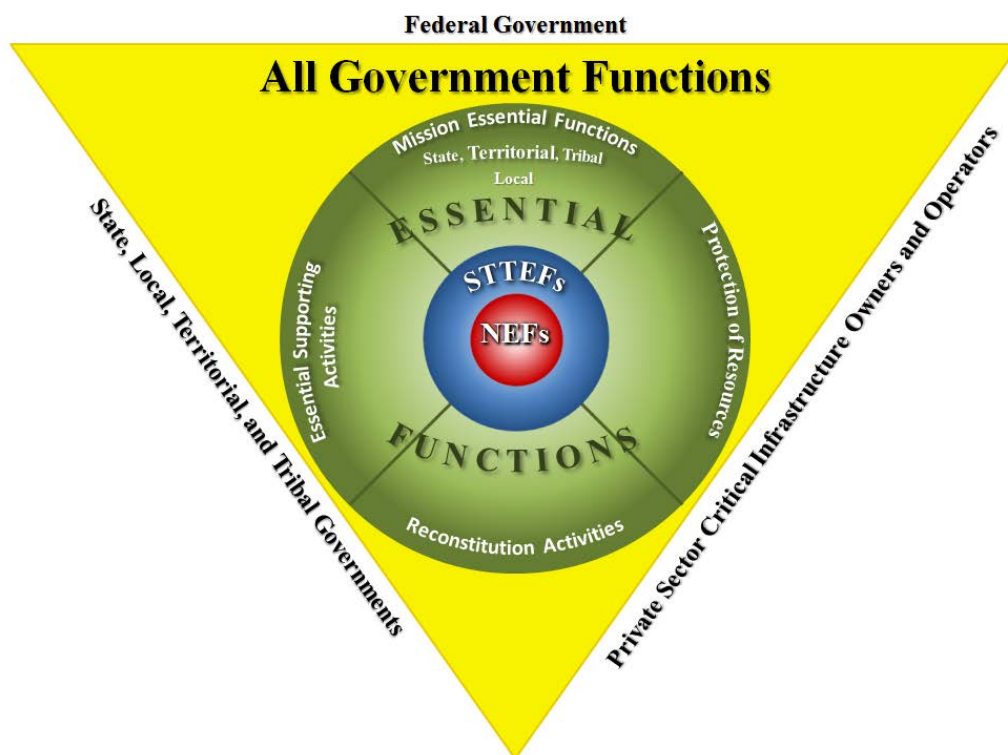 Federal Government
All Government Functions
Mission Essential Functions
State, Territorial, Tribal
Local
ESSENTIAL
STTEFs
NEFs
FUNCTIONS
Essential Supporting
Activities
Protection of Resources
Reconstitution Activities
State, Local, Territorial, and Tribal Governments
Private Sector Critical Infrastructure Owners and Operators